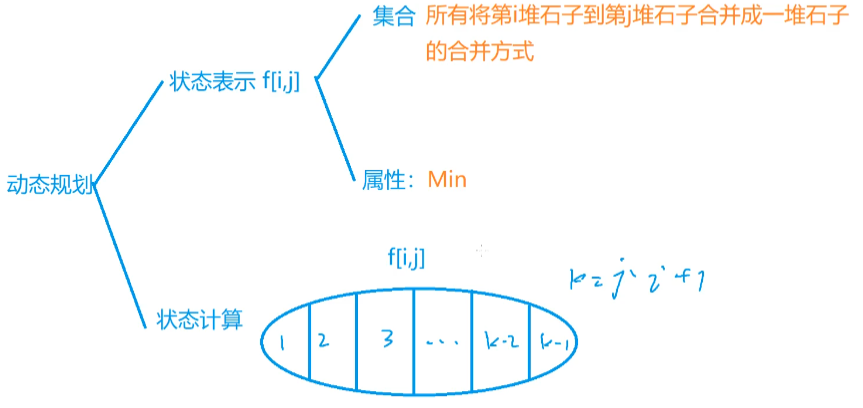 集合
所有将第i堆石子到第j堆石子合并成一堆石子
的合并方式
状态表示 f[i,j]
动态规划
属性：Min
f[i,j]
k=j-i+1
状态计算
1 2 3 ... k-2 k-1